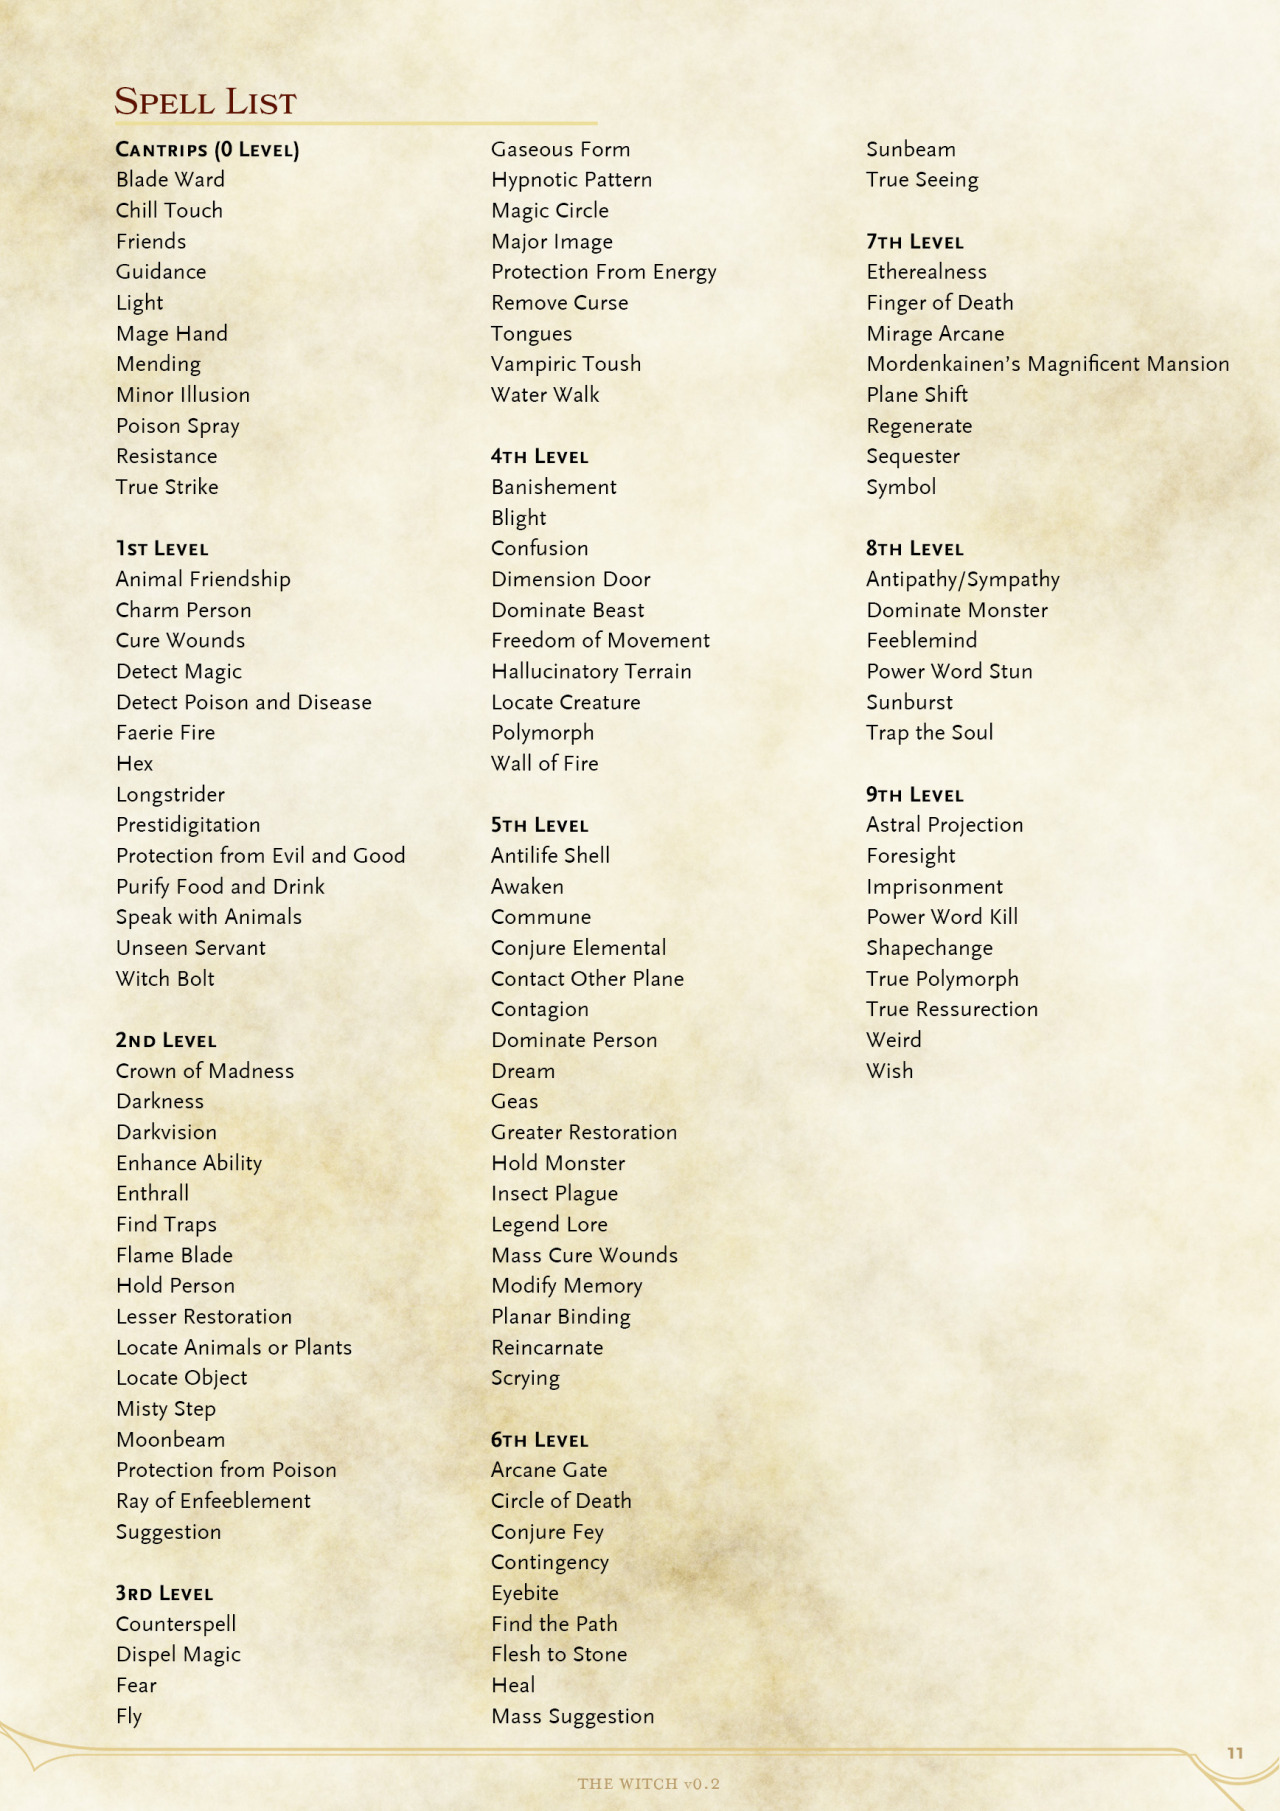 Spell List
Cantrips (0 Level)
Blade Ward
Chill Touch
Friends
Guidance
Light
Mage Hand
Mending
Minor Illusion
Poison Spray
Resistance
True Strike
1st Level
Animal Friendship
Charm Person
Cure Wounds
Detect Magic
Detect Poison and Disease
Faerie Fire
Hex
Longstrider
Prestidigitation
Protection from Evil and Good
Purify Food and Drink
Speak with Animals
Unseen Servant
Witch Bolt
2nd Level
Crown of Madness
Darkness
Darkvision
Enhance Ability
Enthrall
Find Traps
Flame Blade
Hold Person
Lesser Restoration
Locate Animals or Plants
Locate Object
Misty Step
Moonbeam
Protection from Poison
Ray of Enfeeblement
Suggestion
3rd Level
Counterspell
Dispel Magic
Fear
Fly
Gaseous Form
Hypnotic Pattern
Magic Circle
Major Image
Protection From Energy
Remove Curse
Tongues
Vampiric Toush
Water Walk
4th Level
Banishement
Blight
Confusion
Dimension Door
Dominate Beast
Freedom of Movement
Hallucinatory Terrain
Locate Creature
Polymorph
Wall of Fire
5th Level
Antilife Shell
Awaken
Commune
Conjure Elemental
Contact Other Plane
Contagion
Dominate Person
Dream
Geas
Greater Restoration
Hold Monster
Insect Plague
Legend Lore
Mass Cure Wounds
Modify Memory
Planar Binding
Reincarnate
Scrying
6th Level
Arcane Gate
Circle of Death
Conjure Fey
Contingency
Eyebite
Find the Path
Flesh to Stone
Heal
Mass Suggestion
Sunbeam
True Seeing
7th Level
Etherealness
Finger of Death
Mirage Arcane
Mordenkainen's Magnificent Mansion
Plane Shift
Regenerate
Sequester
Symbol
8th Level
Antipathy/Sympathy
Dominate Monster
Feeblemind
Power Word Stun
Sunburst
Trap the Soul
9th Level
Astral Projection
Foresight
Imprisonment
Power Word Kill
Shapechange
True Polymorph
True Ressurection
Weird
Wish
11
THE WITCH v0.2